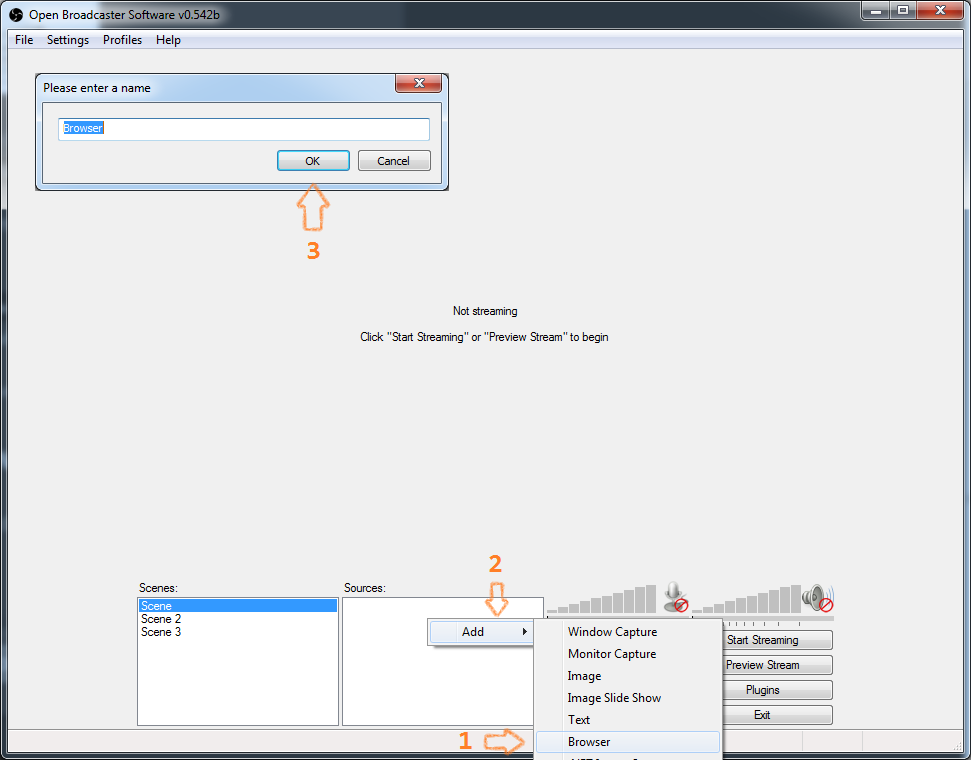 Open Broadcaster Software v0.542b
File Settings Profiles Help
Please enter a name
Browser
OK Cancel
3
Not streaming
Click "Start Streaming" or "Preview Stream" to begin
2
Scenes: Sources:
Scene
Scene 2
Scene 3
Add
Window Capture
Monitor Capture
Image
Image Slide Show
Text
Browser
Start Streaming
Preview Stream
Plugins
Exit
1